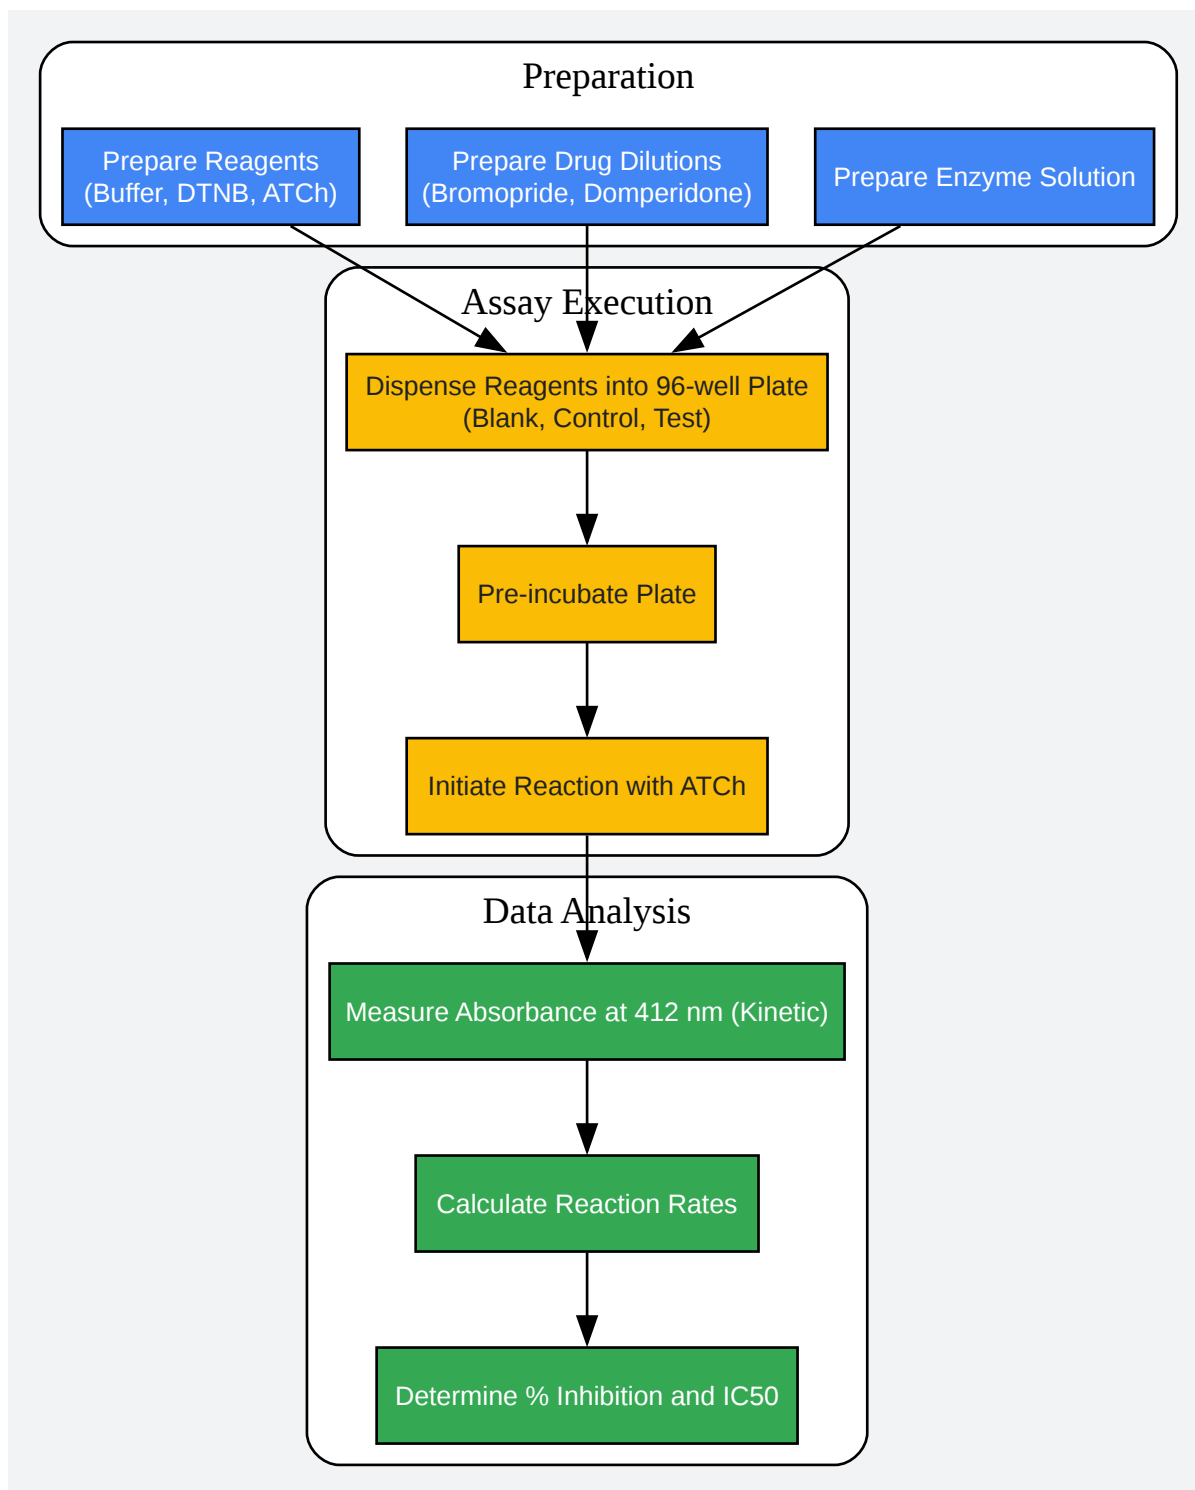 Preparation
Prepare Reagents
(Buffer, DTNB, ATCh)
Prepare Drug Dilutions
(Bromopride, Domperidone)
Prepare Enzyme Solution
Assay Execution
Dispense Reagents into 96-well Plate
(Blank, Control, Test)
Pre-incubate Plate
Initiate Reaction with ATCh
Data Analysis
Measure Absorbance at 412 nm (Kinetic)
Calculate Reaction Rates
Determine % Inhibition and IC50